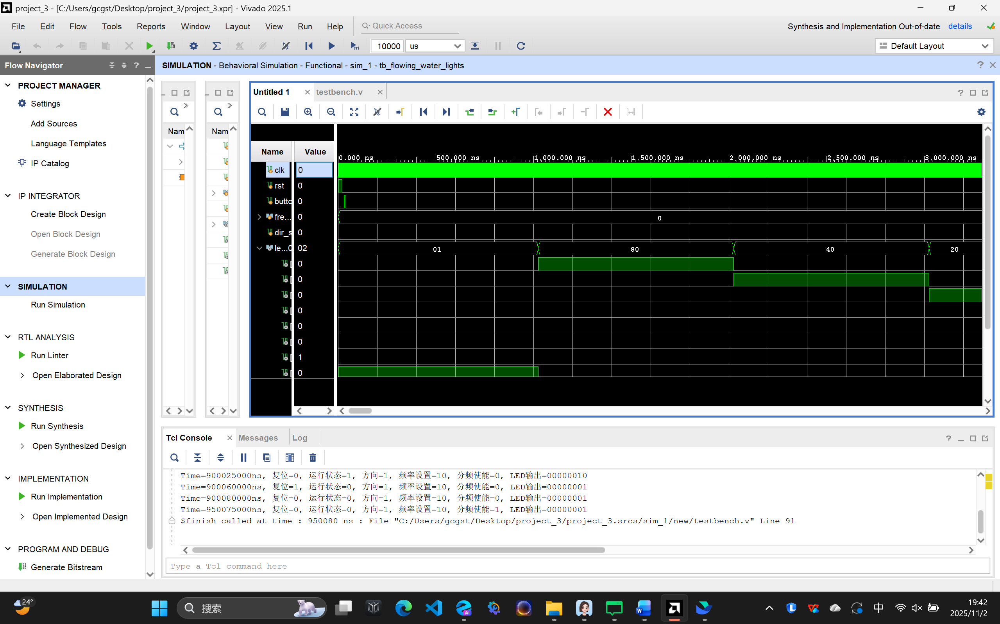 project_3 - [C:/Users/gcgst/Desktop/project_3/project_3.xpr] - Vivado 2025.1
File Edit Flow Tools Reports Window Layout View Run Help
Quick Access
Synthesis and Implementation Out-of-date details
10000 us
Default Layout
Flow Navigator
SIMULATION - Behavioral Simulation - Functional - sim_1 - tb_flowing_water_lights
PROJECT MANAGER
Settings
Add Sources
Language Templates
IP Catalog
IP INTEGRATOR
Create Block Design
Open Block Design
Generate Block Design
SIMULATION
Run Simulation
RTL ANALYSIS
Run Linter
Open Elaborated Design
SYNTHESIS
Run Synthesis
Open Synthesized Design
IMPLEMENTATION
Run Implementation
Open Implemented Design
PROGRAM AND DEBUG
Generate Bitstream
Nam
Nam
Untitled 1
testbench.v
Name Value
0.000 ns 500.000 ns 1,000.000 ns 1,500.000 ns 2,000.000 ns 2,500.000 ns 3,000.000 ns
clk 0
rst 0
butto 0
fre... 0 0
dir_s 0
le...0 02 01 80 40 20
[ 0
[ 0
[ 0
[ 0
[ 0
[ 0
[ 1
[ 0
Tcl Console
Messages
Log
Time=900025000ns, 复位=0, 运行状态=1, 方向=1, 频率设置=10, 分频使能=0, LED输出=00000010
Time=900060000ns, 复位=1, 运行状态=0, 方向=1, 频率设置=10, 分频使能=0, LED输出=00000001
Time=900080000ns, 复位=0, 运行状态=0, 方向=1, 频率设置=10, 分频使能=0, LED输出=00000001
Time=950075000ns, 复位=0, 运行状态=0, 方向=1, 频率设置=10, 分频使能=1, LED输出=00000001
$finish called at time : 950080 ns : File "C:/Users/gcgst/Desktop/project_3/project_3.srcs/sim_1/new/testbench.v" Line 91
Type a Tcl command here
24°
搜索
中
19:42
2025/11/2